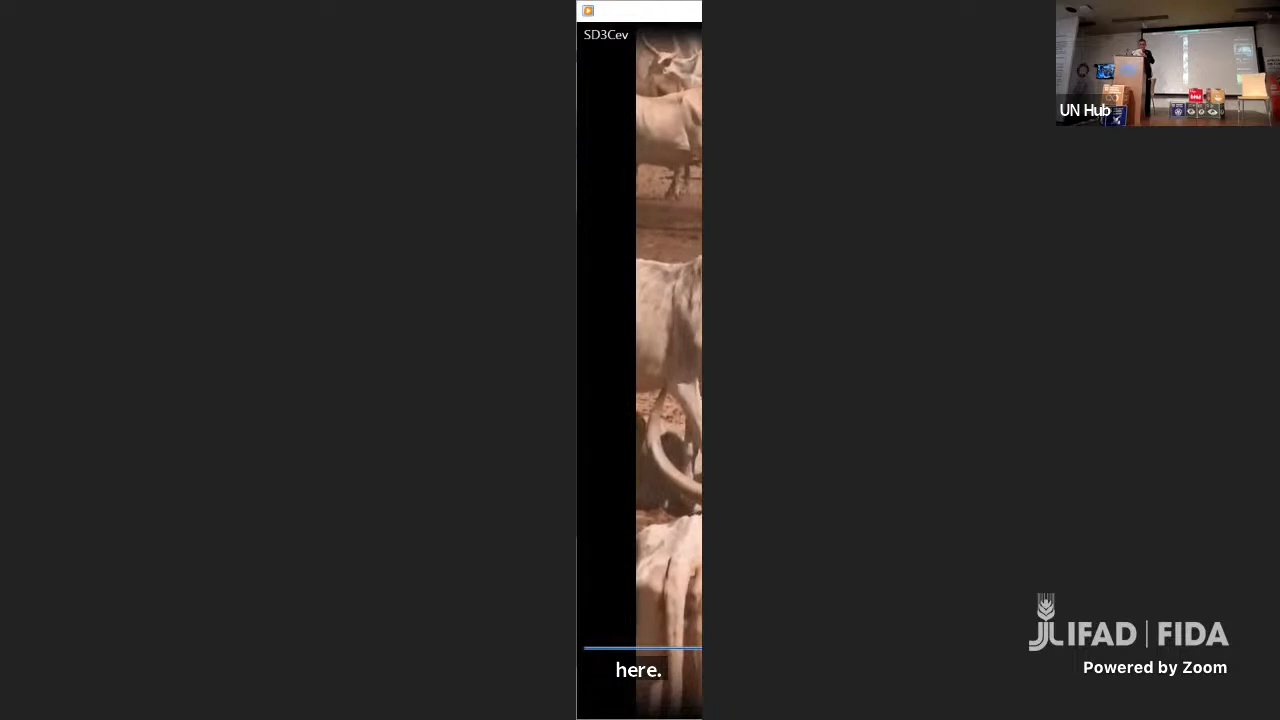 SD3Cev
UN Hub
IFAD | FIDA
Powered by Zoom
here.